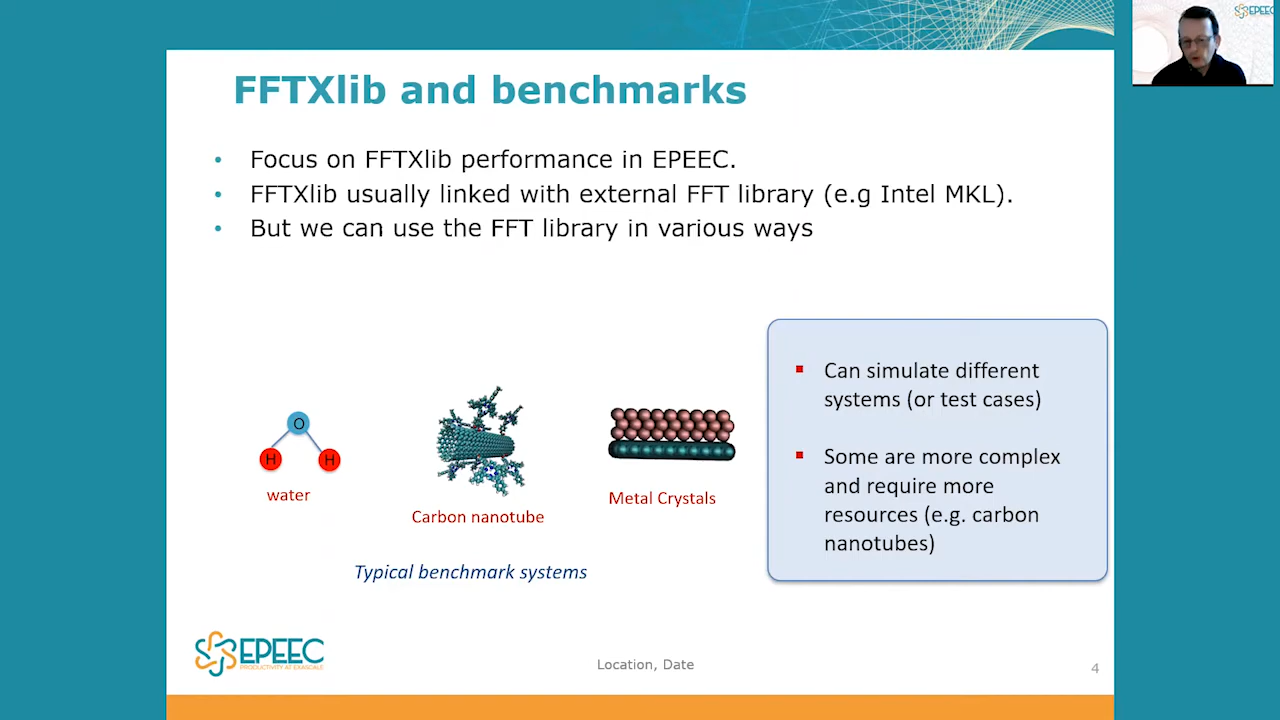 EPEEC
FFTXlib and benchmarks
• Focus on FFTXlib performance in EPEEC.
• FFTXlib usually linked with external FFT library (e.g Intel MKL).
• But we can use the FFT library in various ways
O
H H
water
Carbon nanotube
Metal Crystals
Typical benchmark systems
▪ Can simulate different
systems (or test cases)
▪ Some are more complex
and require more
resources (e.g. carbon
nanotubes)
EPEEC
PRODUCTIVITY AT EXASCALE
Location, Date
4